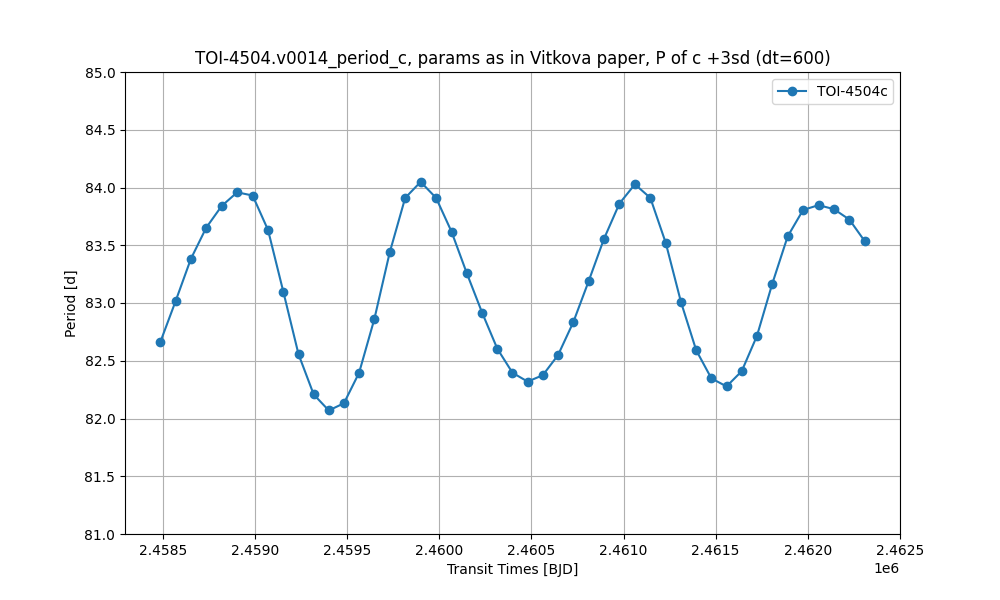 TOI-4504.v0014_period_c, params as in Vitkova paper, P of c +3sd (dt=600)
TOI-4504c
85.0
84.5
84.0
83.5
83.0
82.5
82.0
81.5
81.0
Period [d]
2.4585 2.4590 2.4595 2.4600 2.4605 2.4610 2.4615 2.4620 2.4625
1e6
Transit Times [BJD]